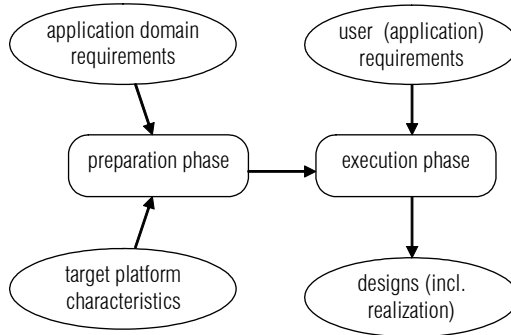 application domain
requirements
user (application)
requirements
preparation phase
execution phase
target platform
characteristics
designs (incl.
realization)